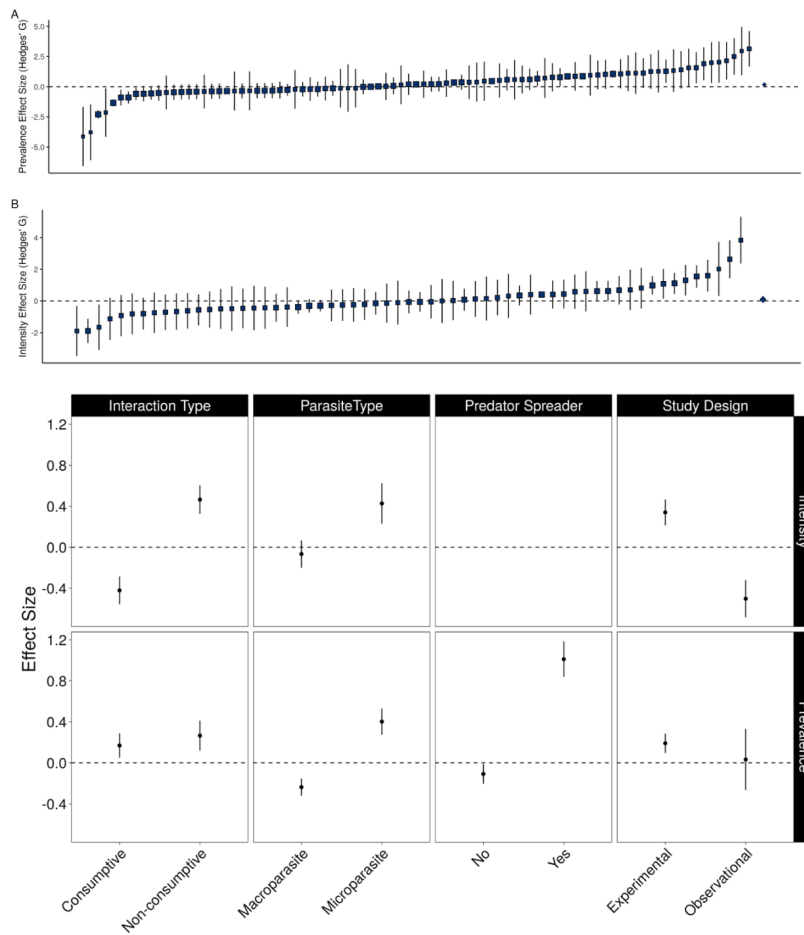 A
Prevalence Effect Size (Hedges' G)
5.0
2.5
0.0
-2.5
-5.0
B
Intensity Effect Size (Hedges' G)
4
2
0
-2
Interaction Type
ParasiteType
Predator Spreader
Study Design
Effect Size
1.2
0.8
0.4
0.0
-0.4
Intensity
1.2
0.8
0.4
0.0
-0.4
Prevalence
Consumptive
Non-consumptive
Macroparasite
Microparasite
No
Yes
Experimental
Observational